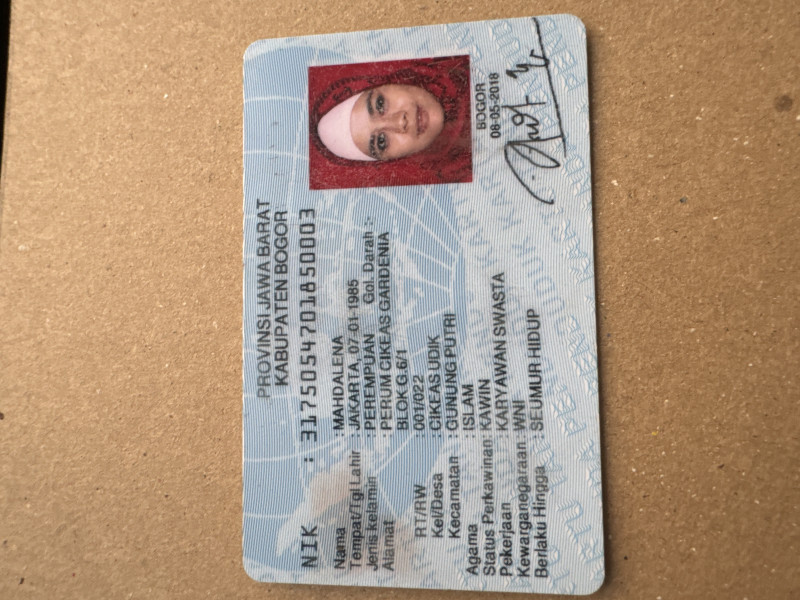 PROVINSI JAWA BARAT
KABUPATEN BOGOR
NIK : 3175054701850003
Nama : MAHDALENA
Tempat/Tgl Lahir : JAKARTA, 07-01-1985
Jenis kelamin : PEREMPUAN Gol. Darah :-
Alamat : PERUM CIKEAS GARDENIA
BLOK G.6/1
RT/RW : 001/022
Kel/Desa : CIKEAS UDIK
Kecamatan : GUNUNG PUTRI
Agama : ISLAM
Status Perkawinan: KAWIN
Pekerjaan : KARYAWAN SWASTA
Kewarganegaraan: WNI
Berlaku Hingga : SEUMUR HIDUP
BOGOR
08-05-2018